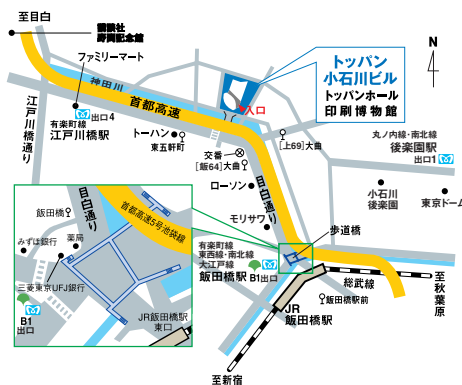 至目白
講談社
野間記念館
ファミリーマート
神田川
首都高速
トッパン
小石川ビル
トッパンホール
印刷博物館
N
入口
江戸川橋通り
有楽町線
江戸川橋駅
出口4
トーハン
東五軒町
交番
[飯64]大曲
[上69]大曲
丸ノ内線・南北線
後楽園駅
出口1
ローソン
目白通り
小石川
後楽園
東京ドーム
モリサワ
歩道橋
有楽町線
東西線・南北線
大江戸線
飯田橋駅
B1出口
総武線
飯田橋駅前
至秋葉原
JR
飯田橋駅
至新宿
目白通り
首都高速5号池袋線
飯田橋
みずほ銀行
薬局
三菱東京UFJ銀行
B1
出口
JR飯田橋駅
東口